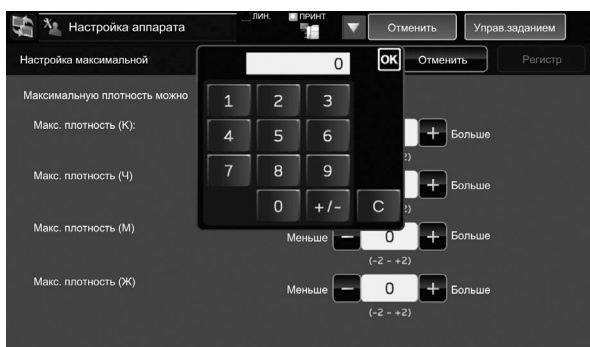 Настройка аппарата
ЛИН. ПРИНТ
Отменить Управ.заданием
Настройка максимальной
0 OK Отменить Регистр
Максимальную плотность можно
1 2 3
Макс. плотность (К):
4 5 6 + Больше
Макс. плотность (Ч)
7 8 9 + Больше
0 +/- C
Макс. плотность (М)
Меньше − 0 + Больше
(-2 - +2)
Макс. плотность (Ж)
Меньше − 0 + Больше
(-2 - +2)